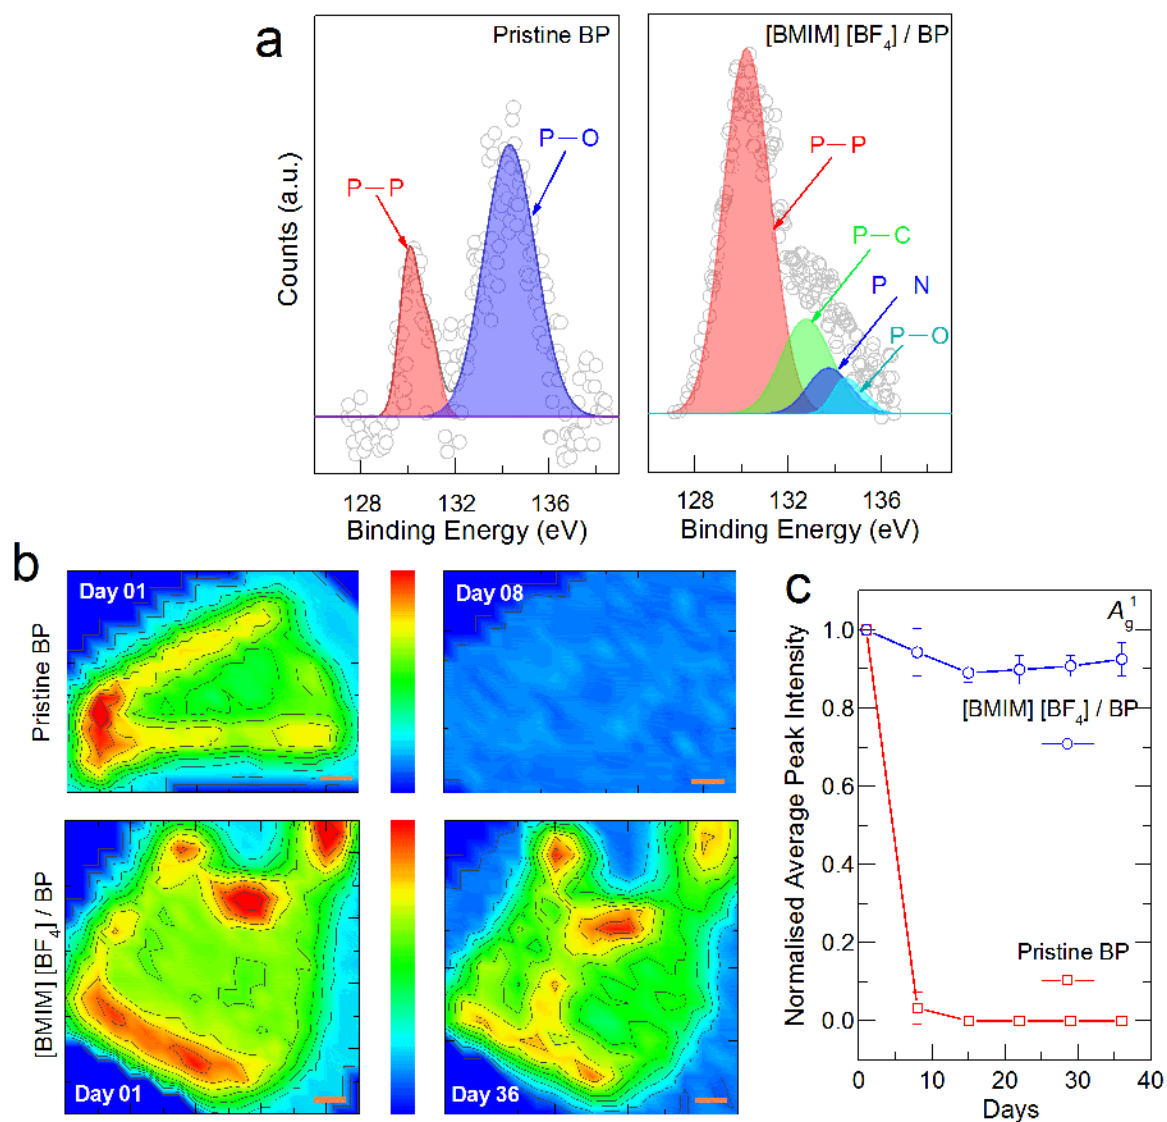 a
Pristine BP
[BMIM] [BF4] / BP
P—O
P—P
P—P
P—C
P N
P—O
Counts (a.u.)
128 132 136
128 132 136
Binding Energy (eV)
Binding Energy (eV)
b
Day 01
Day 08
Pristine BP
[BMIM] [BF4] / BP
Day 01
Day 36
c
Ag1
Normalised Average Peak Intensity
1.0
0.8
0.6
0.4
0.2
0.0
[BMIM] [BF4] / BP
Pristine BP
0 10 20 30 40
Days